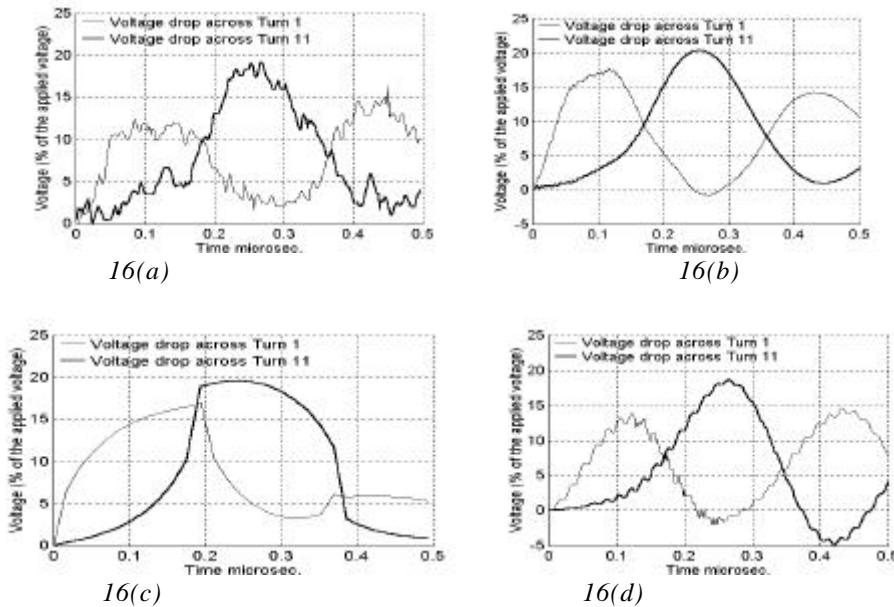 Voltage drop across Turn 1
Voltage drop across Turn 11
25
20
15
10
5
0
Voltage (% of the applied voltage)
0 0.1 0.2 0.3 0.4 0.5
Time microsec.
16(a)
Voltage drop across Turn 1
Voltage drop across Turn 11
25
20
15
10
5
0
-5
Voltage (% of the applied voltage)
0 0.1 0.2 0.3 0.4 0.5
Time microsec.
16(b)
Voltage drop across Turn 1
Voltage drop across Turn 11
25
20
15
10
5
0
Voltage (% of the applied voltage)
0 0.1 0.2 0.3 0.4 0.5
Time microsec.
16(c)
Voltage drop across Turn 1
Voltage drop across Turn 11
25
20
15
10
5
0
-5
Voltage (% of the applied voltage)
0 0.1 0.2 0.3 0.4 0.5
Time microsec.
16(d)